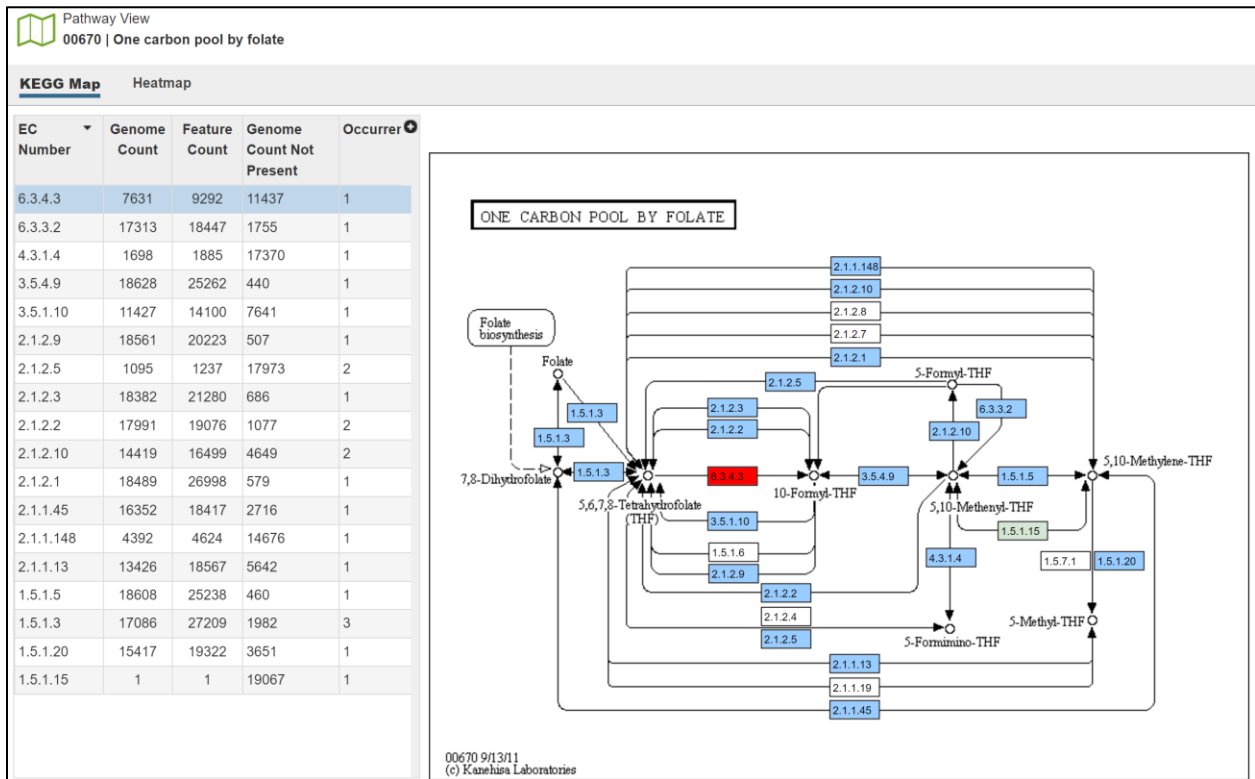 Pathway View
00670 | One carbon pool by folate
KEGG Map Heatmap
EC Number Genome Count Feature Count Genome Count Not Present Occurrer
6.3.4.3 7631 9292 11437 1
6.3.3.2 17313 18447 1755 1
4.3.1.4 1698 1885 17370 1
3.5.4.9 18628 25262 440 1
3.5.1.10 11427 14100 7641 1
2.1.2.9 18561 20223 507 1
2.1.2.5 1095 1237 17973 2
2.1.2.3 18382 21280 686 1
2.1.2.2 17991 19076 1077 2
2.1.2.10 14419 16499 4649 2
2.1.2.1 18489 26998 579 1
2.1.1.45 16352 18417 2716 1
2.1.1.148 4392 4624 14676 1
2.1.1.13 13426 18567 5642 1
1.5.1.5 18608 25238 460 1
1.5.1.3 17086 27209 1982 3
1.5.1.20 15417 19322 3651 1
1.5.1.15 1 1 19067 1
ONE CARBON POOL BY FOLATE
2.1.1.148
2.1.2.10
2.1.2.8
2.1.2.7
2.1.2.1
Folate
biosynthesis
Folate
5-Formyl-THF
2.1.2.5
6.3.3.2
1.5.1.3
2.1.2.3
2.1.2.2
2.1.2.10
1.5.1.3
1.5.1.3
6.3.4.3
3.5.4.9
1.5.1.5
7,8-Dihydrofolate
5,6,7,8-Tetrahydrofolate
(THF)
10-Formyl-THF
5,10-Methenyl-THF
5,10-Methylene-THF
3.5.1.10
1.5.1.15
1.5.1.6
2.1.2.9
4.3.1.4
1.5.7.1
1.5.1.20
2.1.2.2
2.1.2.4
2.1.2.5
5-Formimino-THF
5-Methyl-THF
2.1.1.13
2.1.1.19
2.1.1.45
00670 9/13/11
(c) Kanehisa Laboratories